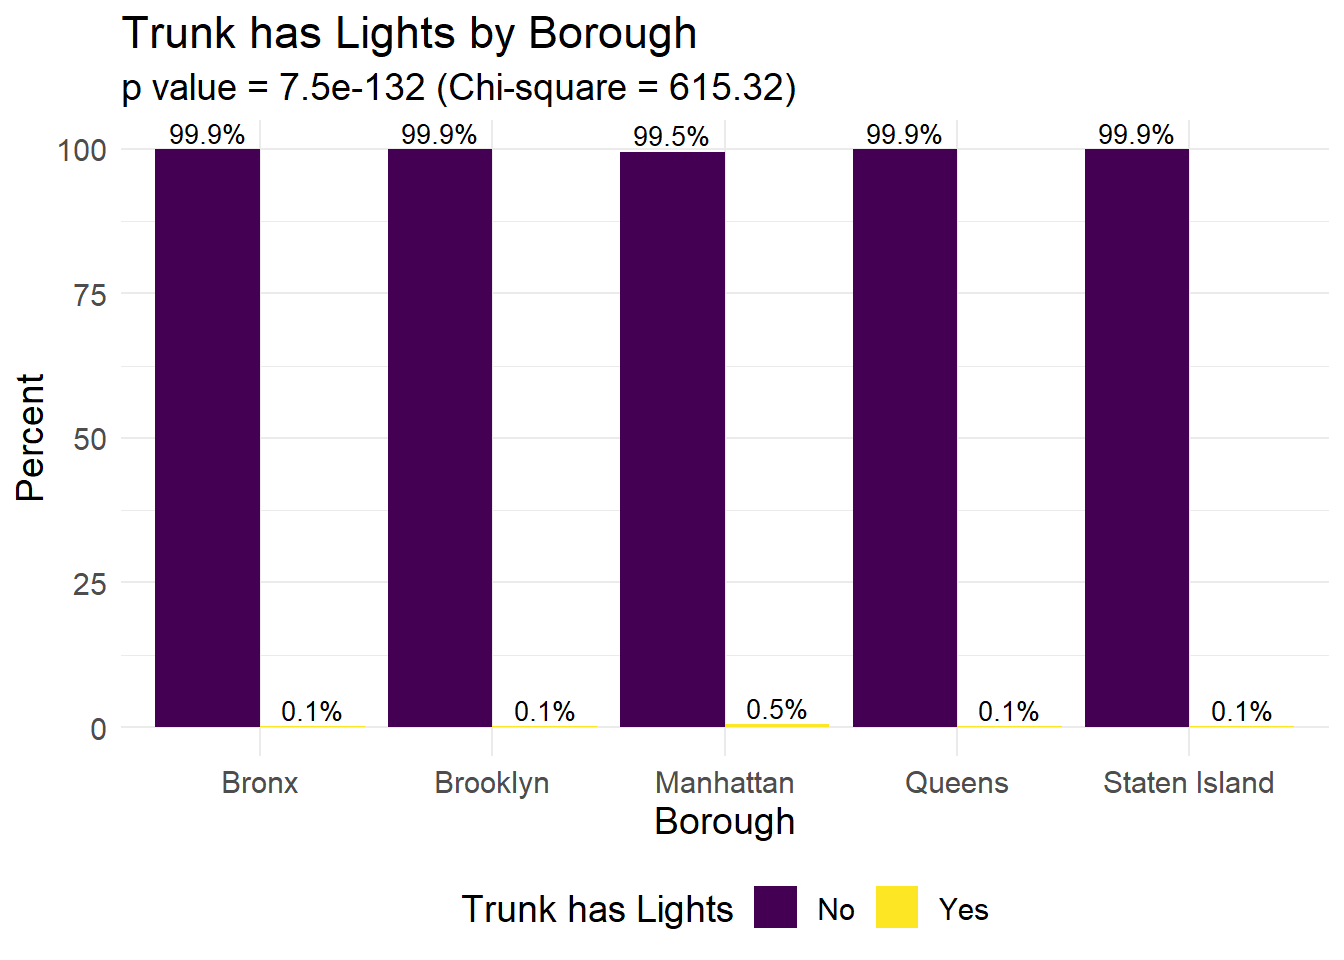 Trunk has Lights by Borough
p value = 7.5e-132 (Chi-square = 615.32)
99.9% 99.9% 99.5% 99.9% 99.9%
100
75
50
25
0
Percent
0.1% 0.1% 0.5% 0.1% 0.1%
Bronx Brooklyn Manhattan Queens Staten Island
Borough
Trunk has Lights No Yes